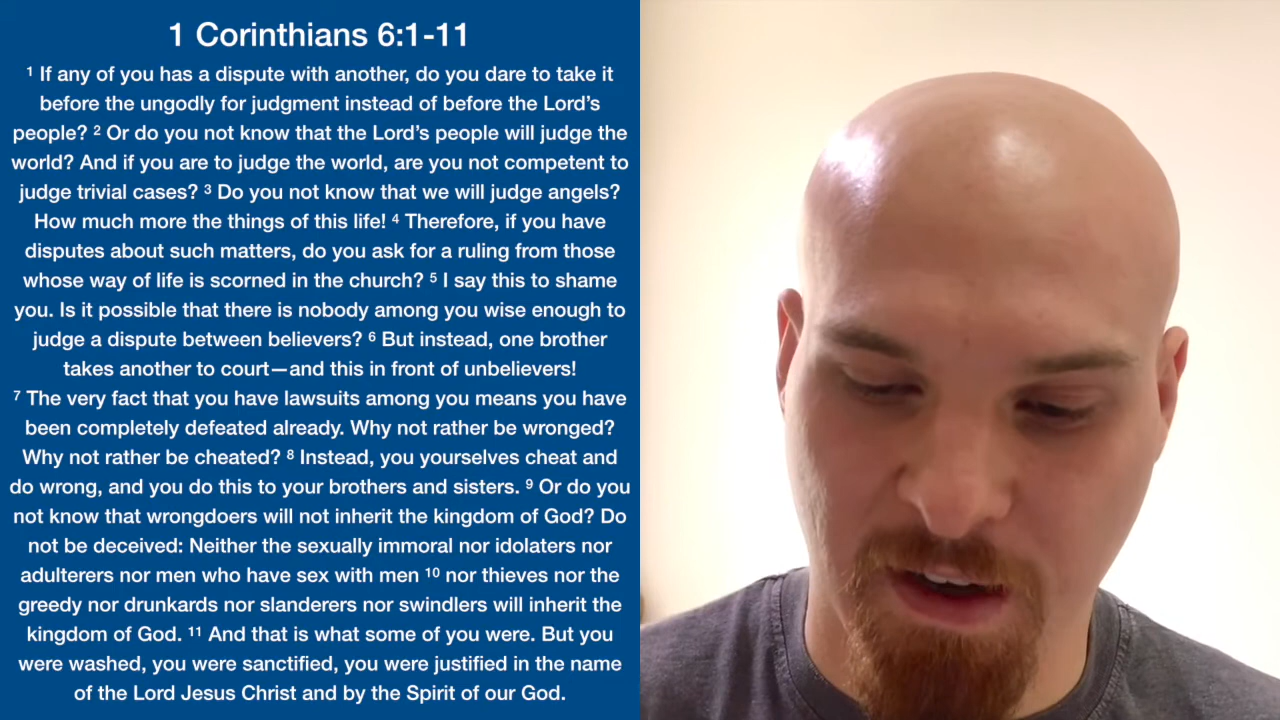 1 Corinthians 6:1-11
¹ If any of you has a dispute with another, do you dare to take it
before the ungodly for judgment instead of before the Lord’s
people? ² Or do you not know that the Lord’s people will judge the
world? And if you are to judge the world, are you not competent to
judge trivial cases? ³ Do you not know that we will judge angels?
How much more the things of this life! ⁴ Therefore, if you have
disputes about such matters, do you ask for a ruling from those
whose way of life is scorned in the church? ⁵ I say this to shame
you. Is it possible that there is nobody among you wise enough to
judge a dispute between believers? ⁶ But instead, one brother
takes another to court—and this in front of unbelievers!
⁷ The very fact that you have lawsuits among you means you have
been completely defeated already. Why not rather be wronged?
Why not rather be cheated? ⁸ Instead, you yourselves cheat and
do wrong, and you do this to your brothers and sisters. ⁹ Or do you
not know that wrongdoers will not inherit the kingdom of God? Do
not be deceived: Neither the sexually immoral nor idolaters nor
adulterers nor men who have sex with men ¹⁰ nor thieves nor the
greedy nor drunkards nor slanderers nor swindlers will inherit the
kingdom of God. ¹¹ And that is what some of you were. But you
were washed, you were sanctified, you were justified in the name
of the Lord Jesus Christ and by the Spirit of our God.